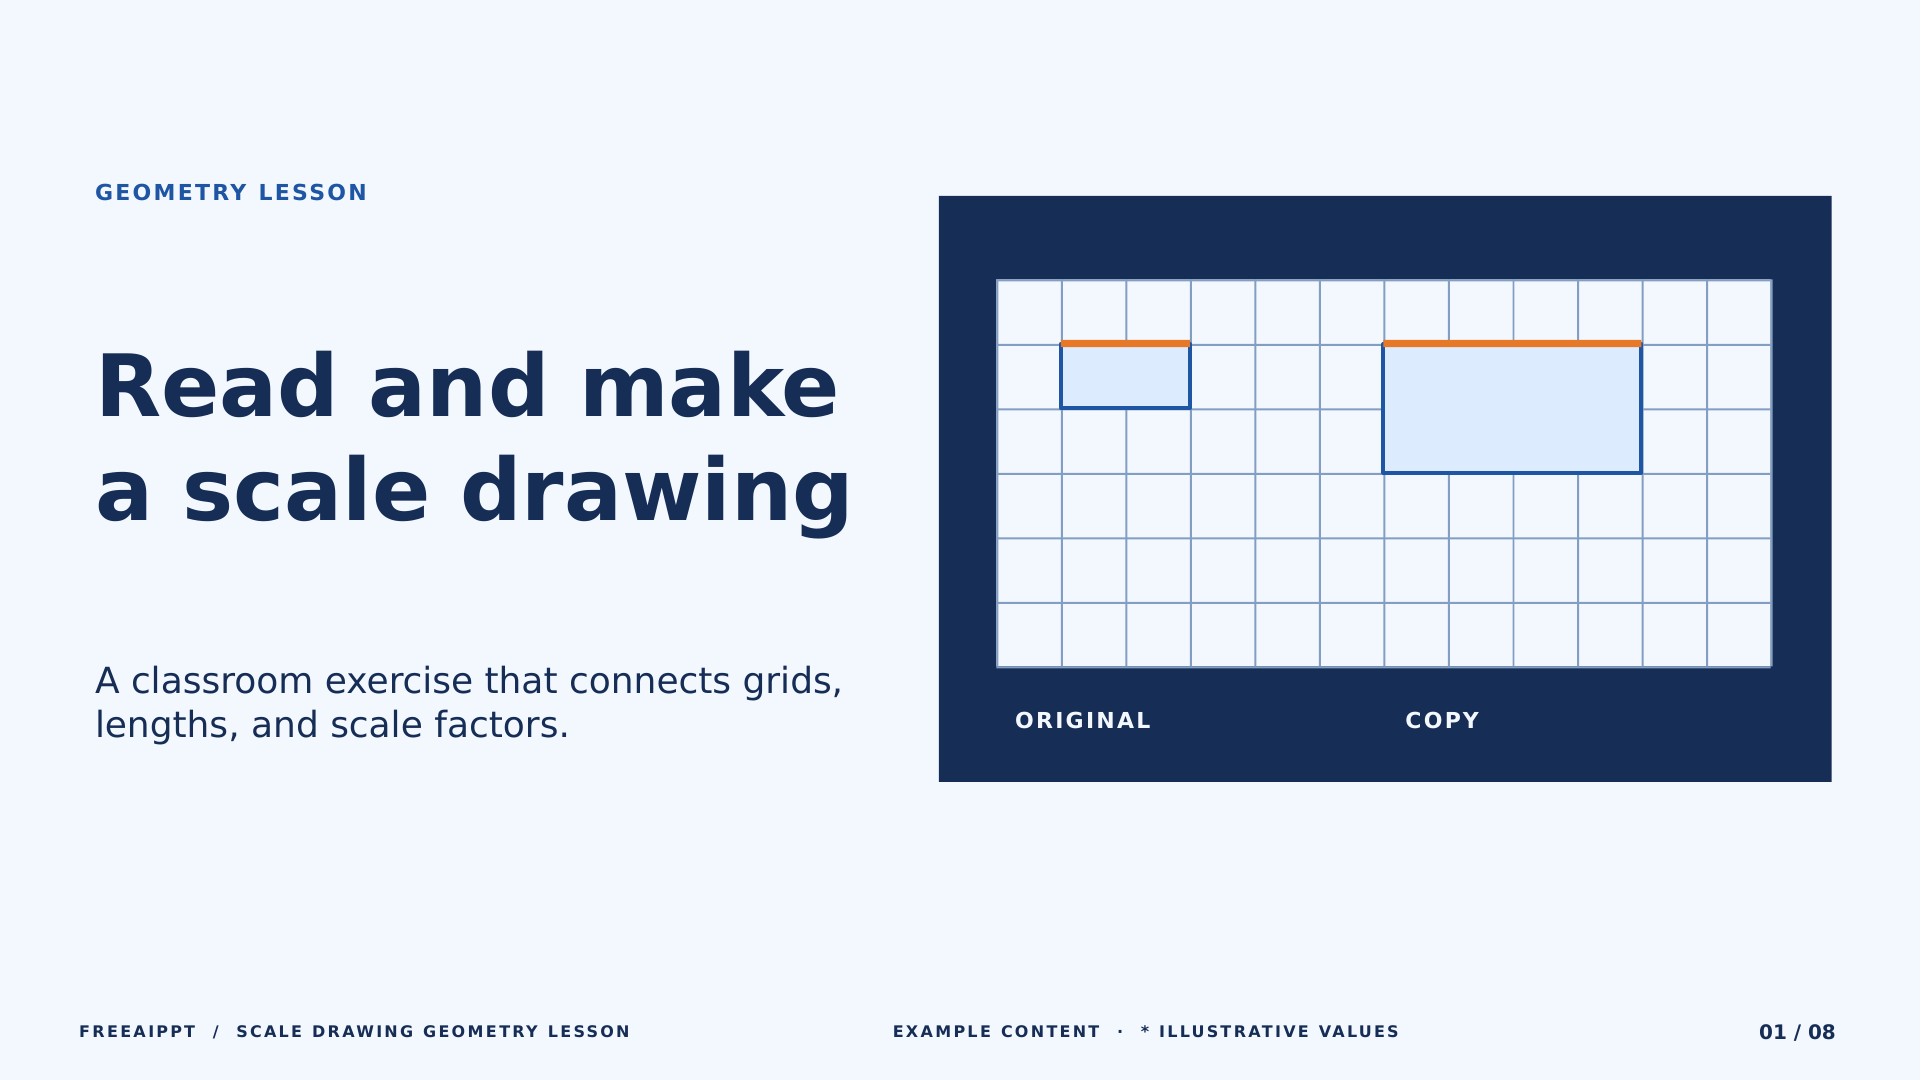 GEOMETRY LESSON
Read and make
a scale drawing
A classroom exercise that connects grids,
lengths, and scale factors.
ORIGINAL
COPY
FREEAIPPT / SCALE DRAWING GEOMETRY LESSON
EXAMPLE CONTENT · * ILLUSTRATIVE VALUES
01 / 08